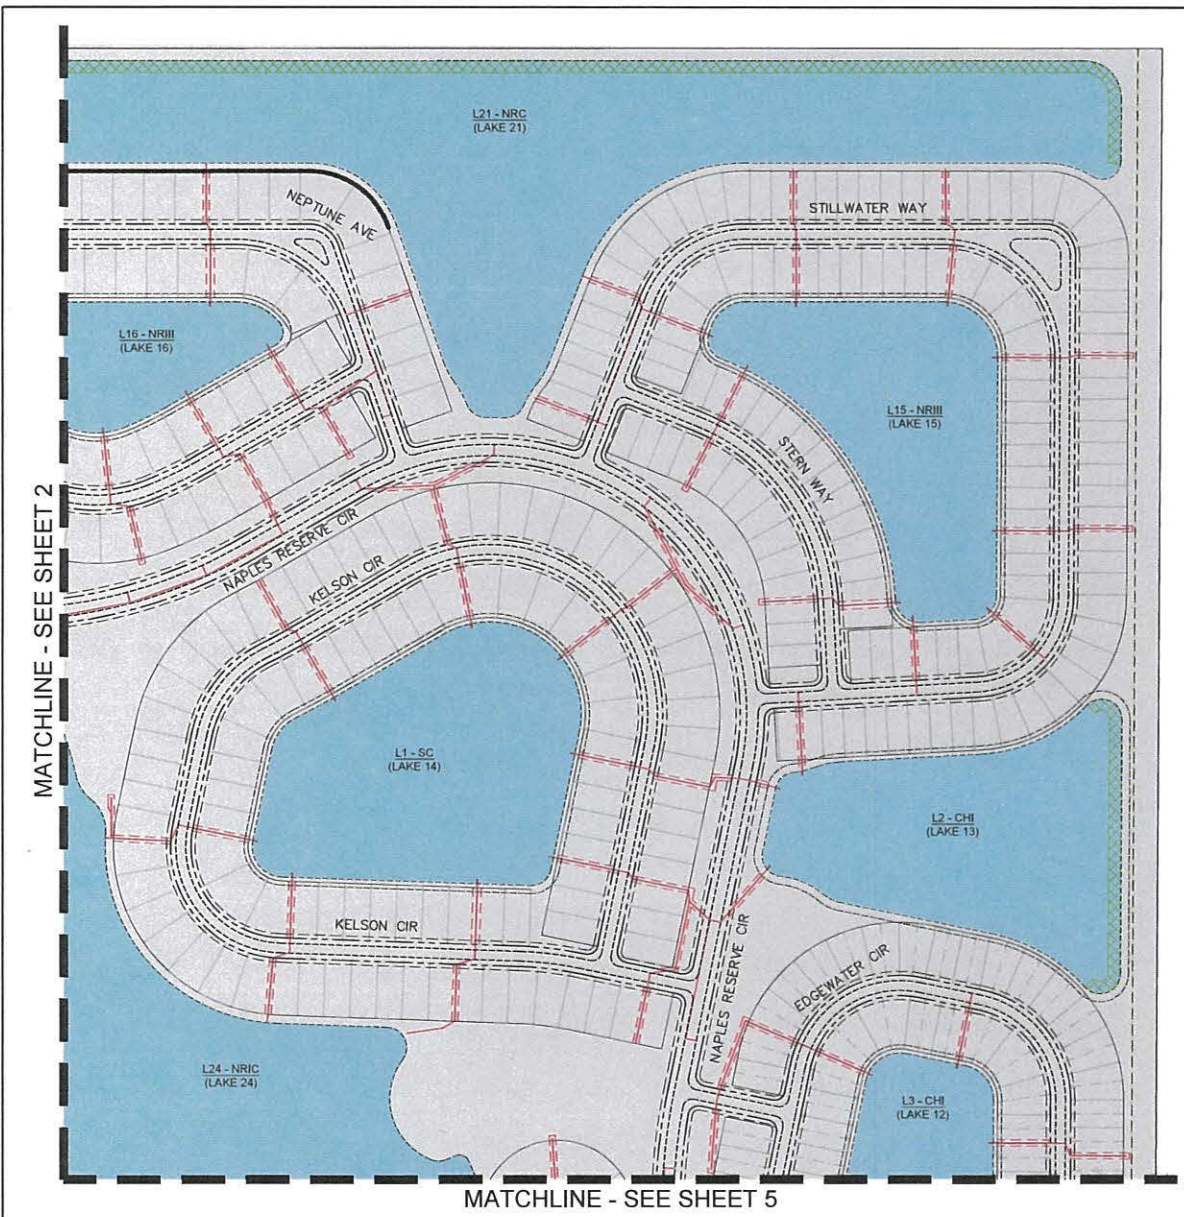 L21 - NRC
(LAKE 21)
NEPTUNE AVE
STILLWATER WAY
L16 - NRIII
(LAKE 16)
L15 - NRIII
(LAKE 15)
STERN WAY
MATCHLINE - SEE SHEET 2
NAPLES RESERVE CIR
KELSON CIR
L1 - SC
(LAKE 14)
L2 - CHI
(LAKE 13)
KELSON CIR
NAPLES RESERVE CIR
EDGEWATER CIR
L24 - NRIC
(LAKE 24)
L3 - CHI
(LAKE 12)
MATCHLINE - SEE SHEET 5